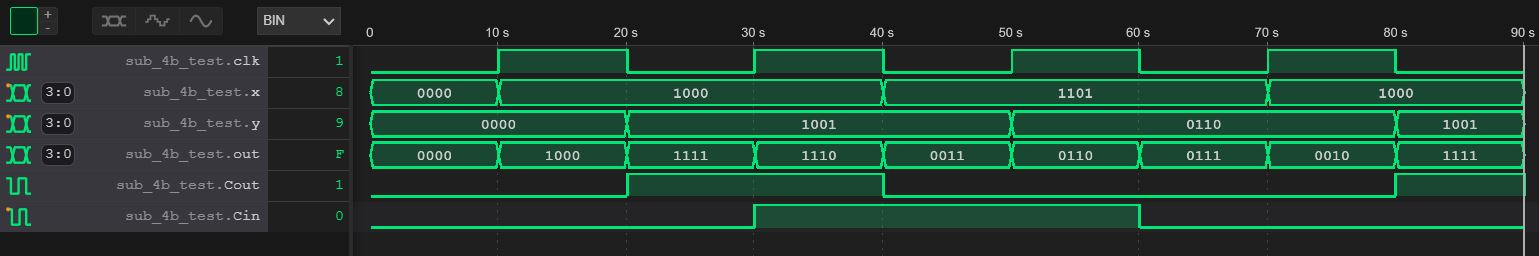 +
-
BIN
0 10 s 20 s 30 s 40 s 50 s 60 s 70 s 80 s 90 s
sub_4b_test.clk 1
3:0 sub_4b_test.x 8 0000 1000 1101 1000
3:0 sub_4b_test.y 9 0000 1001 0110 1001
3:0 sub_4b_test.out F 0000 1000 1111 1110 0011 0110 0111 0010 1111
sub_4b_test.Cout 1
sub_4b_test.Cin 0